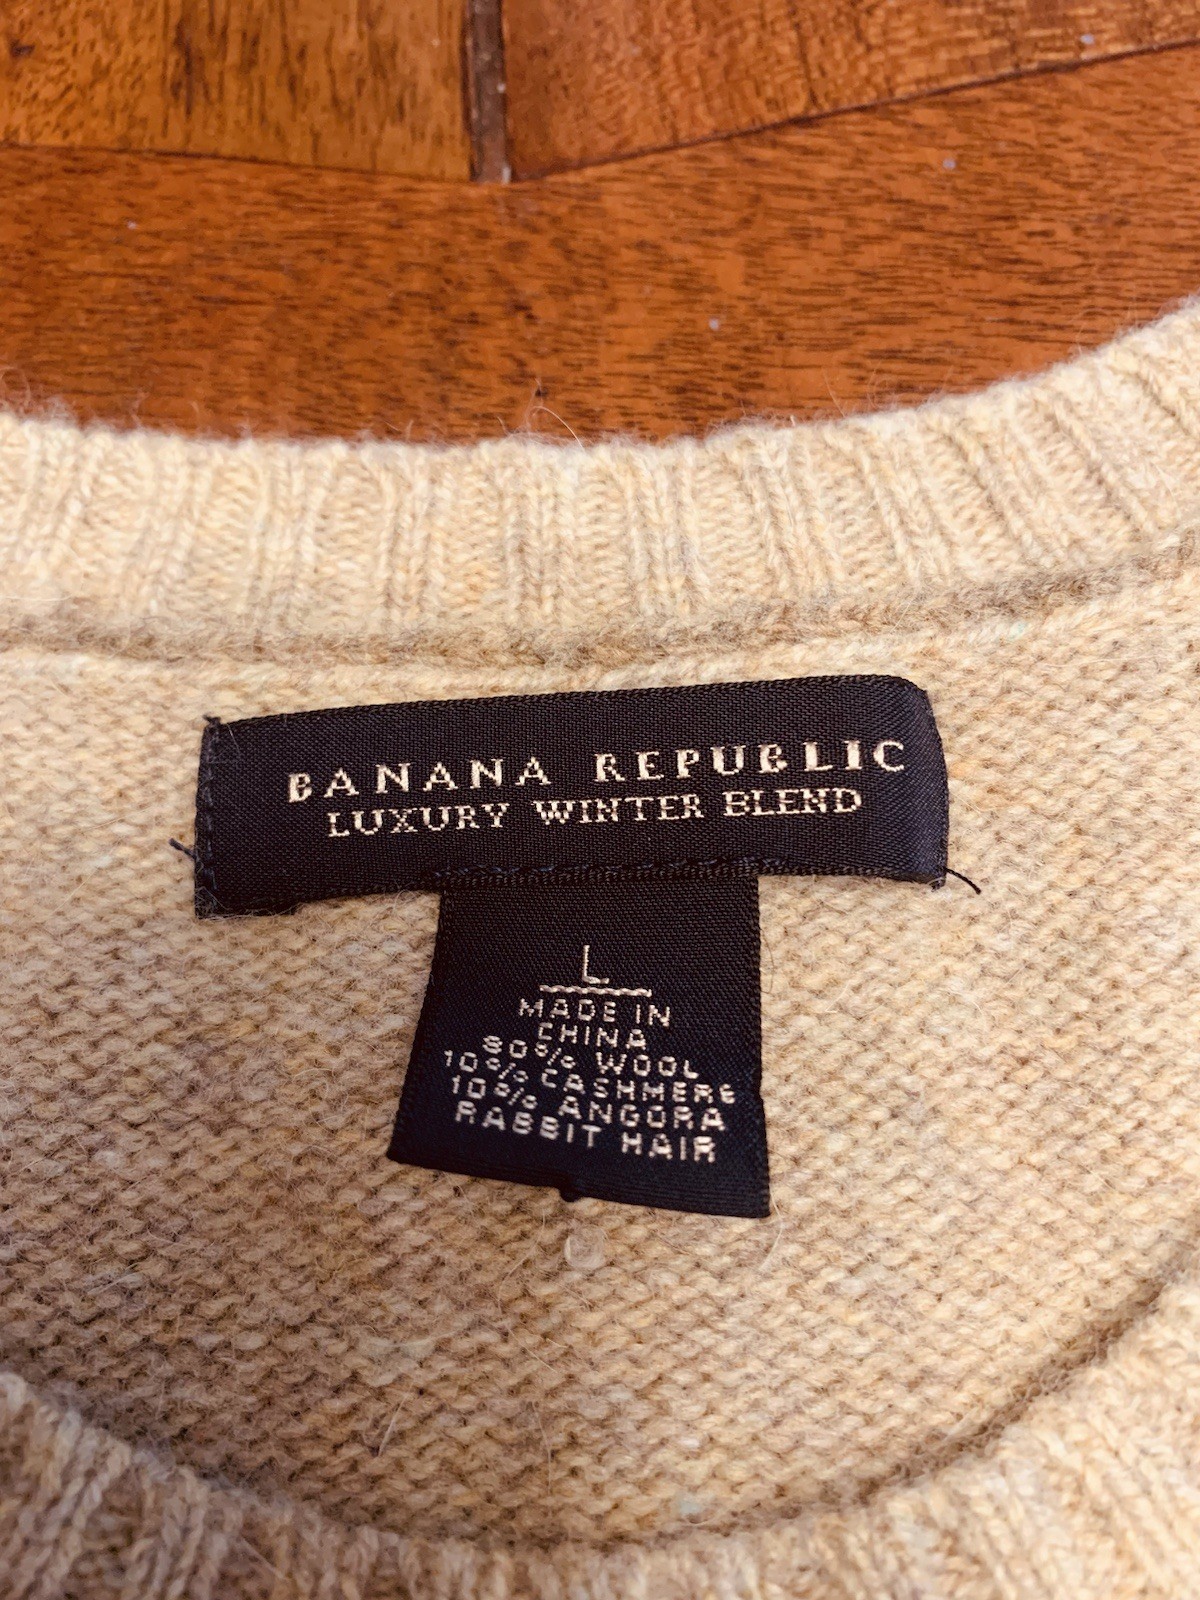 BANANA REPUBLIC
LUXURY WINTER BLEND
L
MADE IN
CHINA
80% WOOL
10% CASHMERE
10% ANGORA
RABBIT HAIR